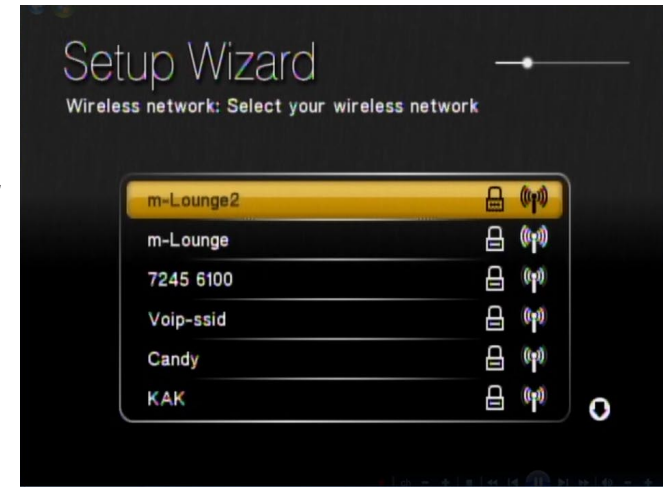 Setup Wizard
Wireless network: Select your wireless network
m-Lounge2
m-Lounge
7245 6100
Voip-ssid
Candy
KAK